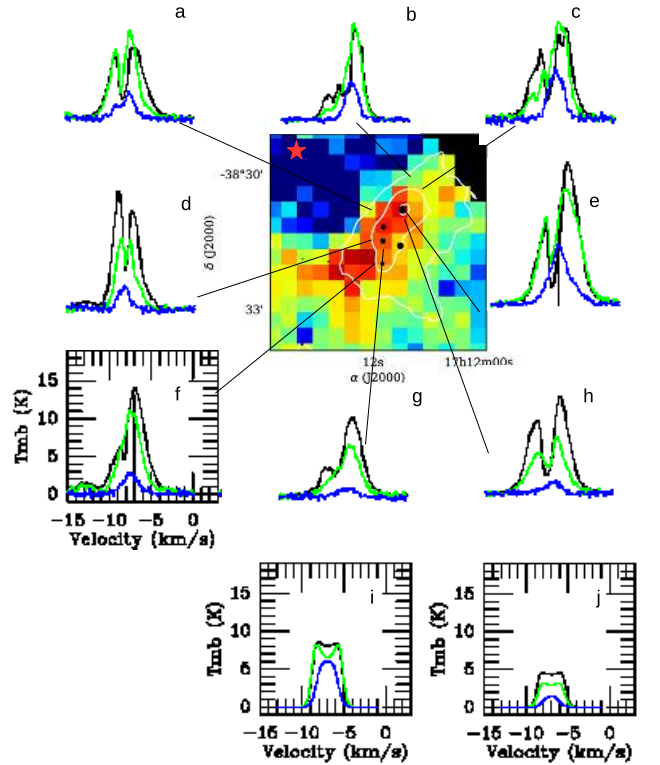 a
b
c
-38°30'
d
e
δ (J2000)
33'
12s
17h12m00s
α (J2000)
f
g
h
Tmb (K)
15
10
5
0
−15 −10 −5 0
Velocity (km/s)
i
j
Tmb (K)
15
10
5
0
−15 −10 −5 0
Velocity (km/s)
Tmb (K)
15
10
5
0
−15 −10 −5 0
Velocity (km/s)